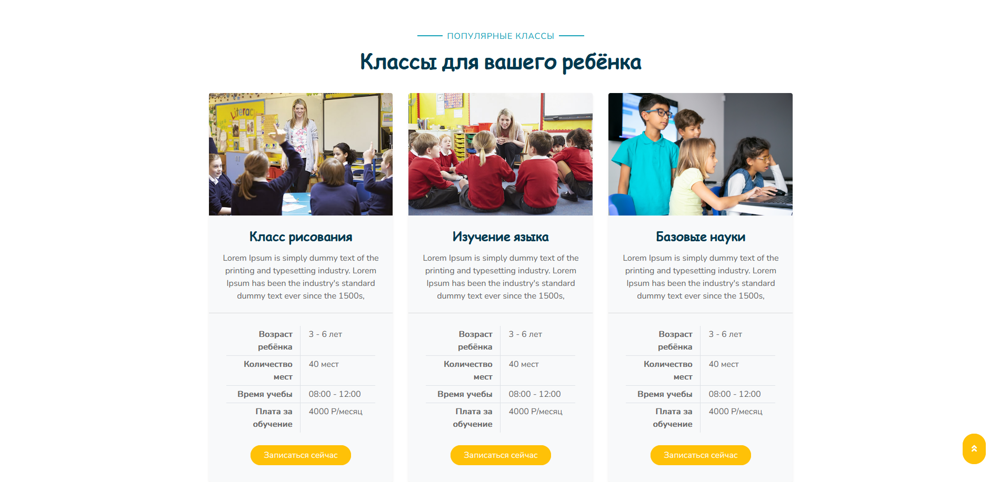 ПОПУЛЯРНЫЕ КЛАССЫ
Классы для вашего ребёнка
Literacy
Класс рисования
Lorem Ipsum is simply dummy text of the
printing and typesetting industry. Lorem
Ipsum has been the industry's standard
dummy text ever since the 1500s,
Возраст 3 - 6 лет
ребёнка
Количество 40 мест
мест
Время учебы 08:00 - 12:00
Плата за 4000 Р/месяц
обучение
Записаться сейчас
Изучение языка
Lorem Ipsum is simply dummy text of the
printing and typesetting industry. Lorem
Ipsum has been the industry's standard
dummy text ever since the 1500s,
Возраст 3 - 6 лет
ребёнка
Количество 40 мест
мест
Время учебы 08:00 - 12:00
Плата за 4000 Р/месяц
обучение
Записаться сейчас
Базовые науки
Lorem Ipsum is simply dummy text of the
printing and typesetting industry. Lorem
Ipsum has been the industry's standard
dummy text ever since the 1500s,
Возраст 3 - 6 лет
ребёнка
Количество 40 мест
мест
Время учебы 08:00 - 12:00
Плата за 4000 Р/месяц
обучение
Записаться сейчас